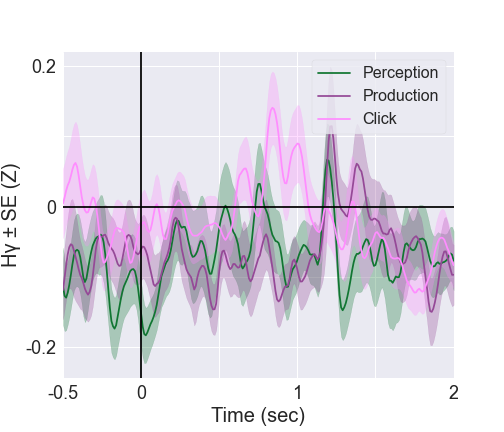 Perception
Production
Click
0.2
0
-0.2
Hγ ± SE (Z)
-0.5
0
1
2
Time (sec)